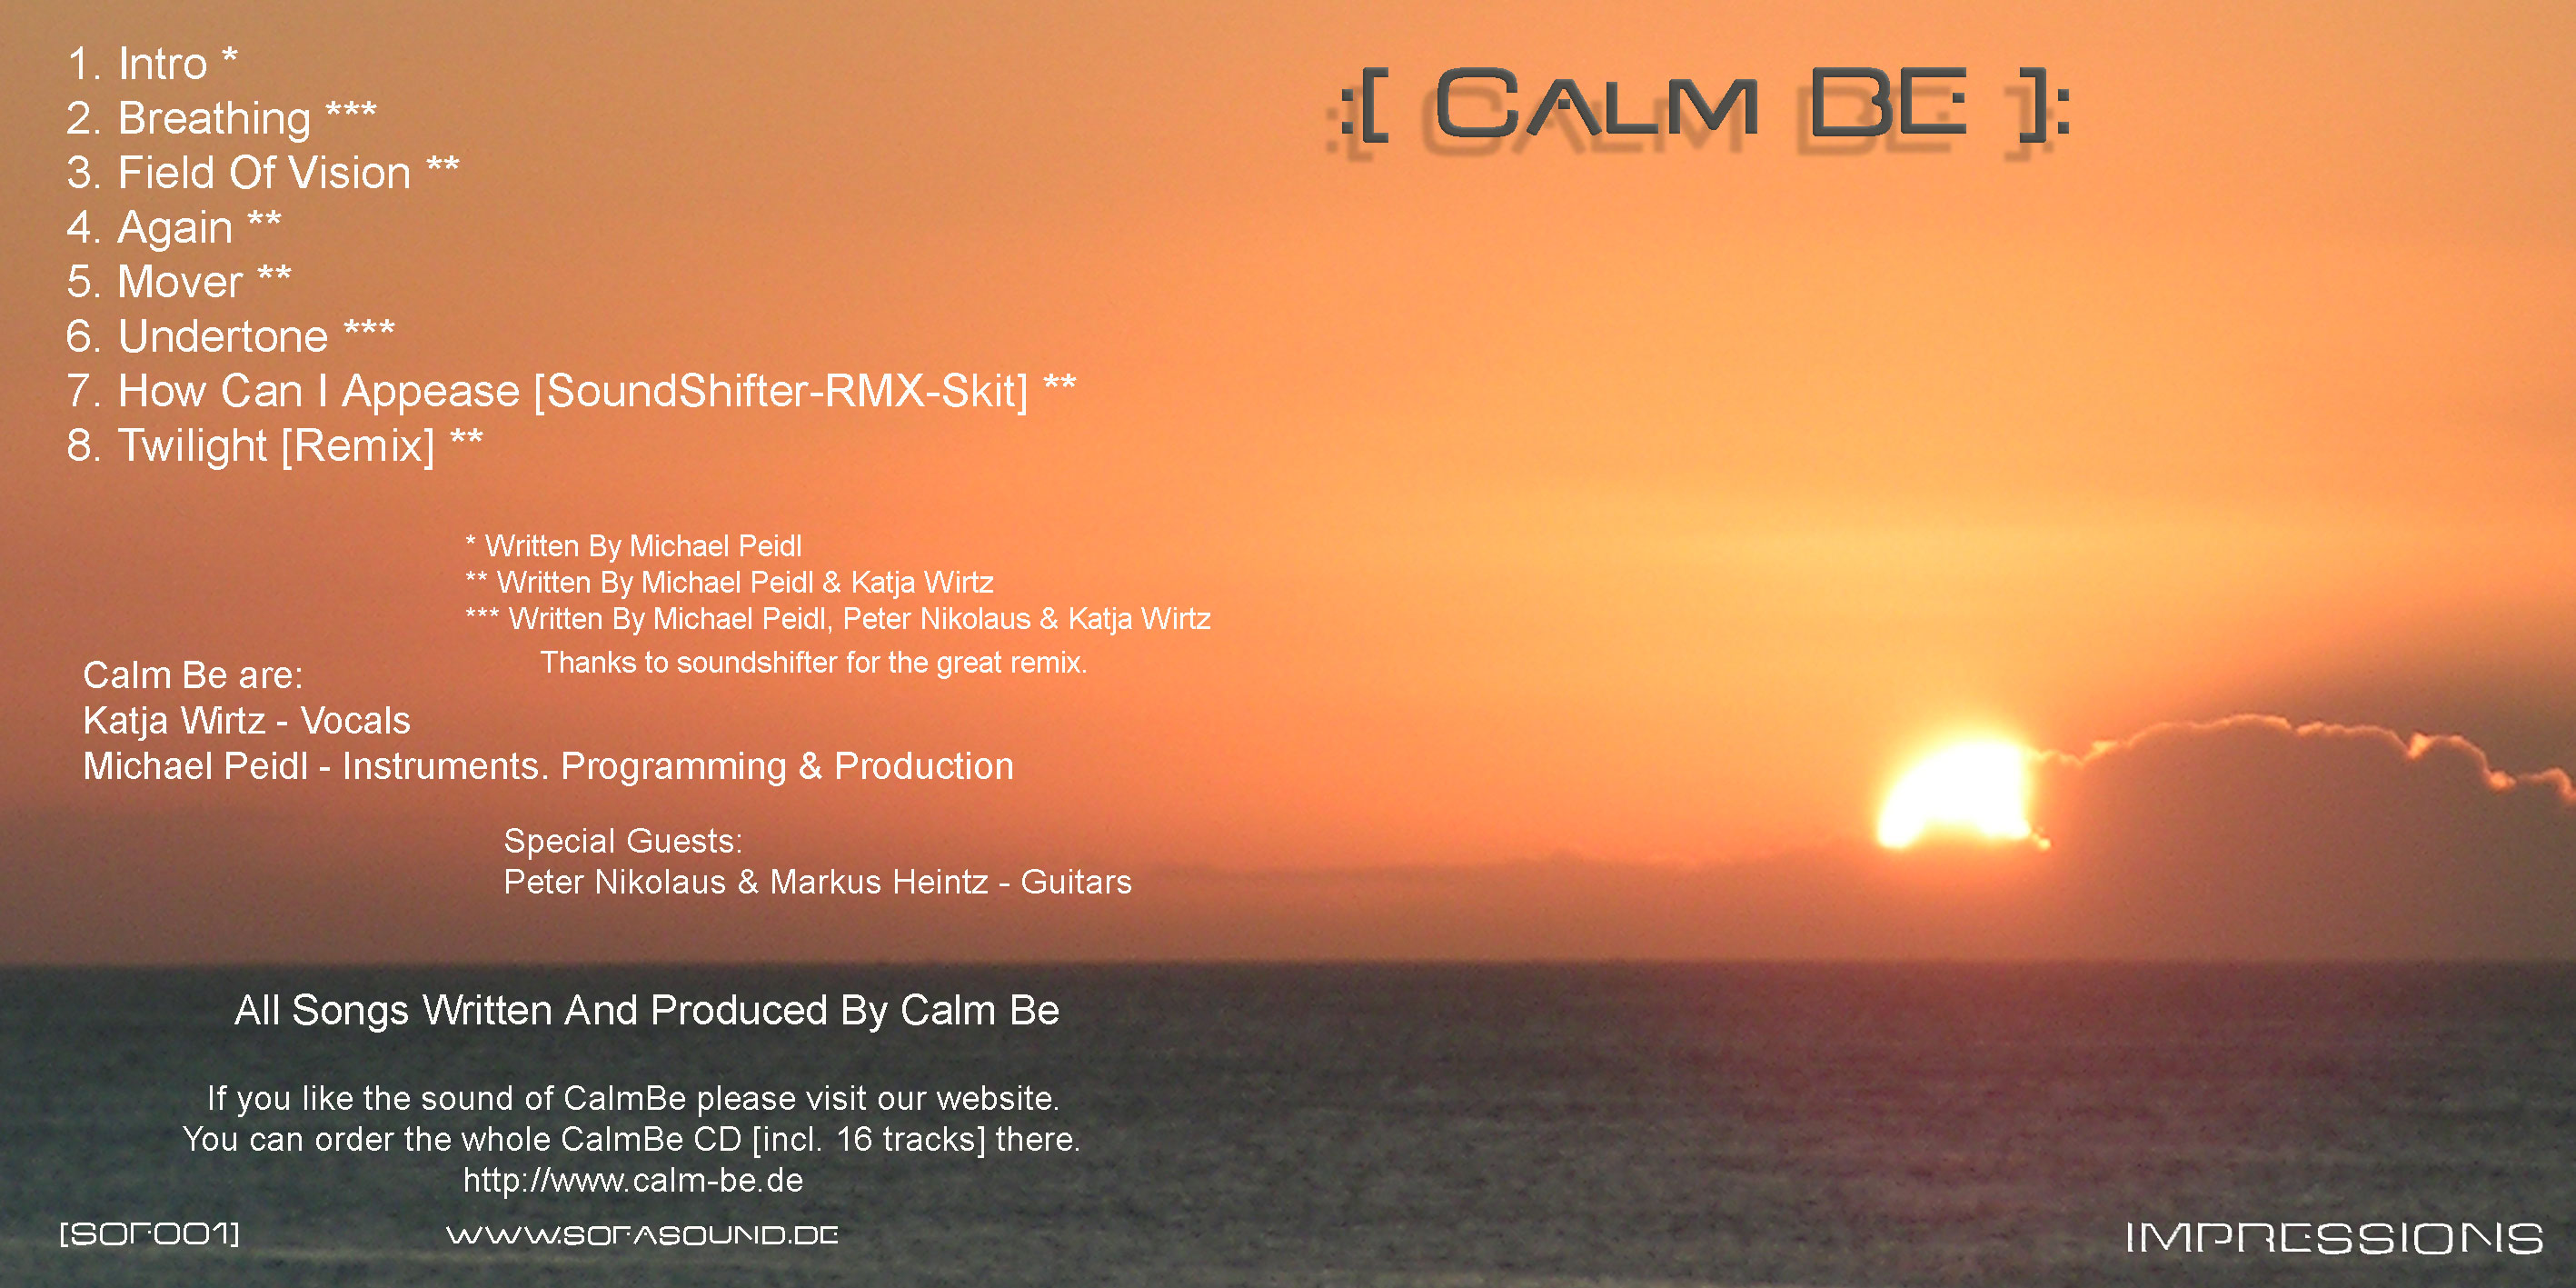 1. Intro *
2. Breathing ***
3. Field Of Vision **
4. Again **
5. Mover **
6. Undertone ***
7. How Can I Appease [SoundShifter-RMX-Skit] **
8. Twilight [Remix] **
* Written By Michael Peidl
** Written By Michael Peidl & Katja Wirtz
*** Written By Michael Peidl, Peter Nikolaus & Katja Wirtz
Thanks to soundshifter for the great remix.
Calm Be are:
Katja Wirtz - Vocals
Michael Peidl - Instruments. Programming & Production
Special Guests:
Peter Nikolaus & Markus Heintz - Guitars
All Songs Written And Produced By Calm Be
If you like the sound of CalmBe please visit our website.
You can order the whole CalmBe CD [incl. 16 tracks] there.
http://www.calm-be.de
[SOF001]
WWW.SOFASOUND.DE
:[ CALM BE ]:
IMPRESSIONS